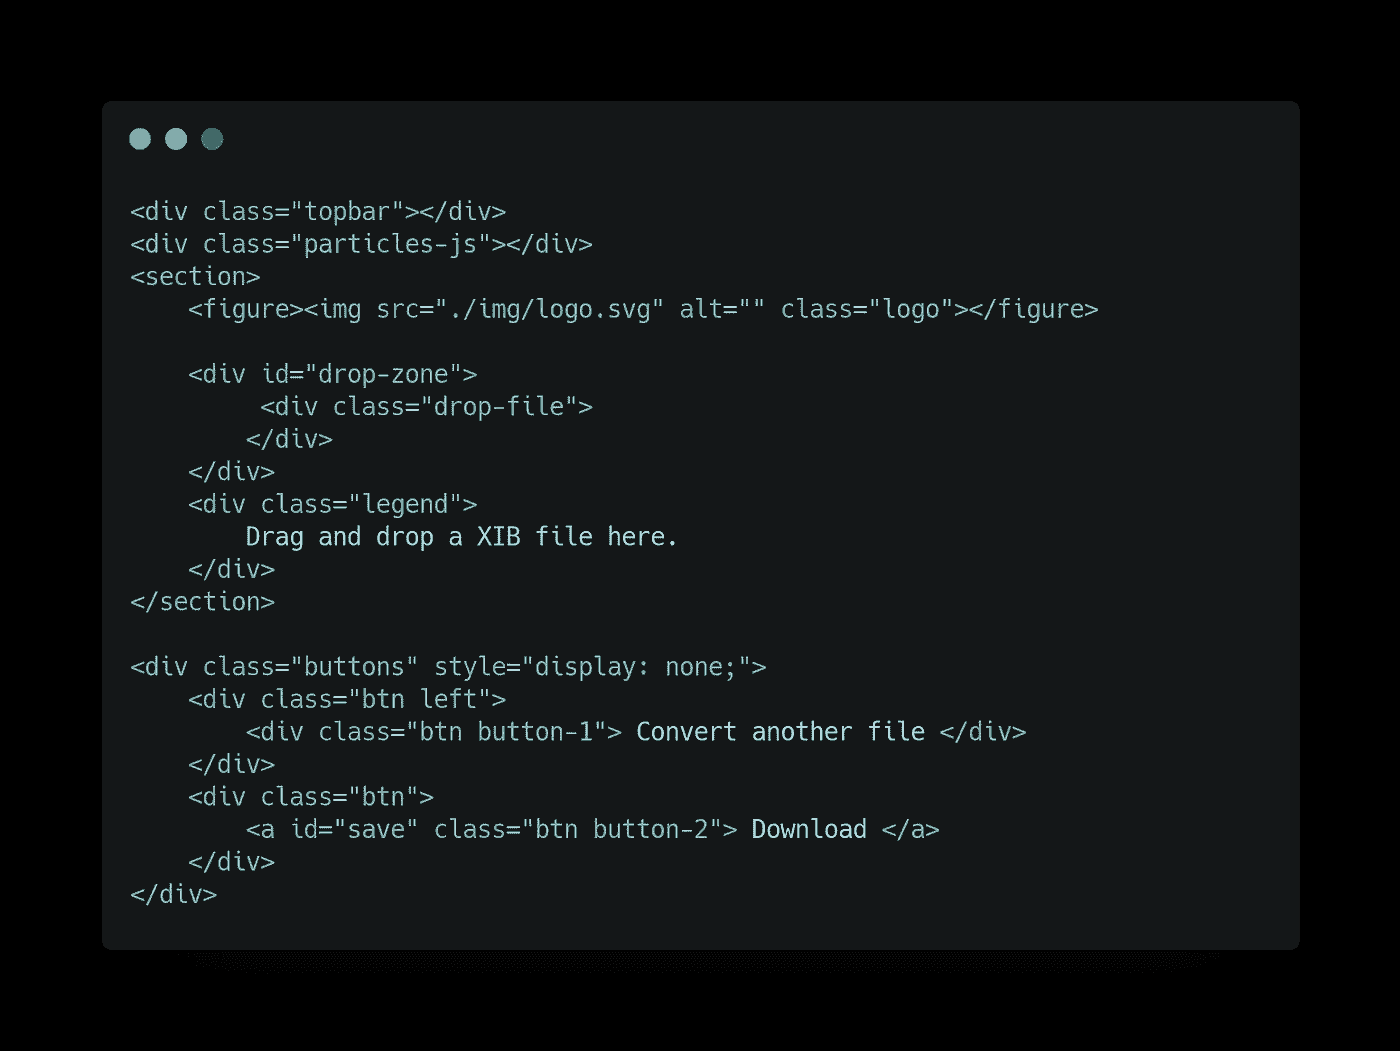 <div class="topbar"></div>
<div class="particles-js"></div>
<section>
    <figure><img src="./img/logo.svg" alt="" class="logo"></figure>

    <div id="drop-zone">
         <div class="drop-file">
        </div>
    </div>
    <div class="legend">
        Drag and drop a XIB file here.
    </div>
</section>

<div class="buttons" style="display: none;">
    <div class="btn left">
        <div class="btn button-1"> Convert another file </div>
    </div>
    <div class="btn">
        <a id="save" class="btn button-2"> Download </a>
    </div>
</div>